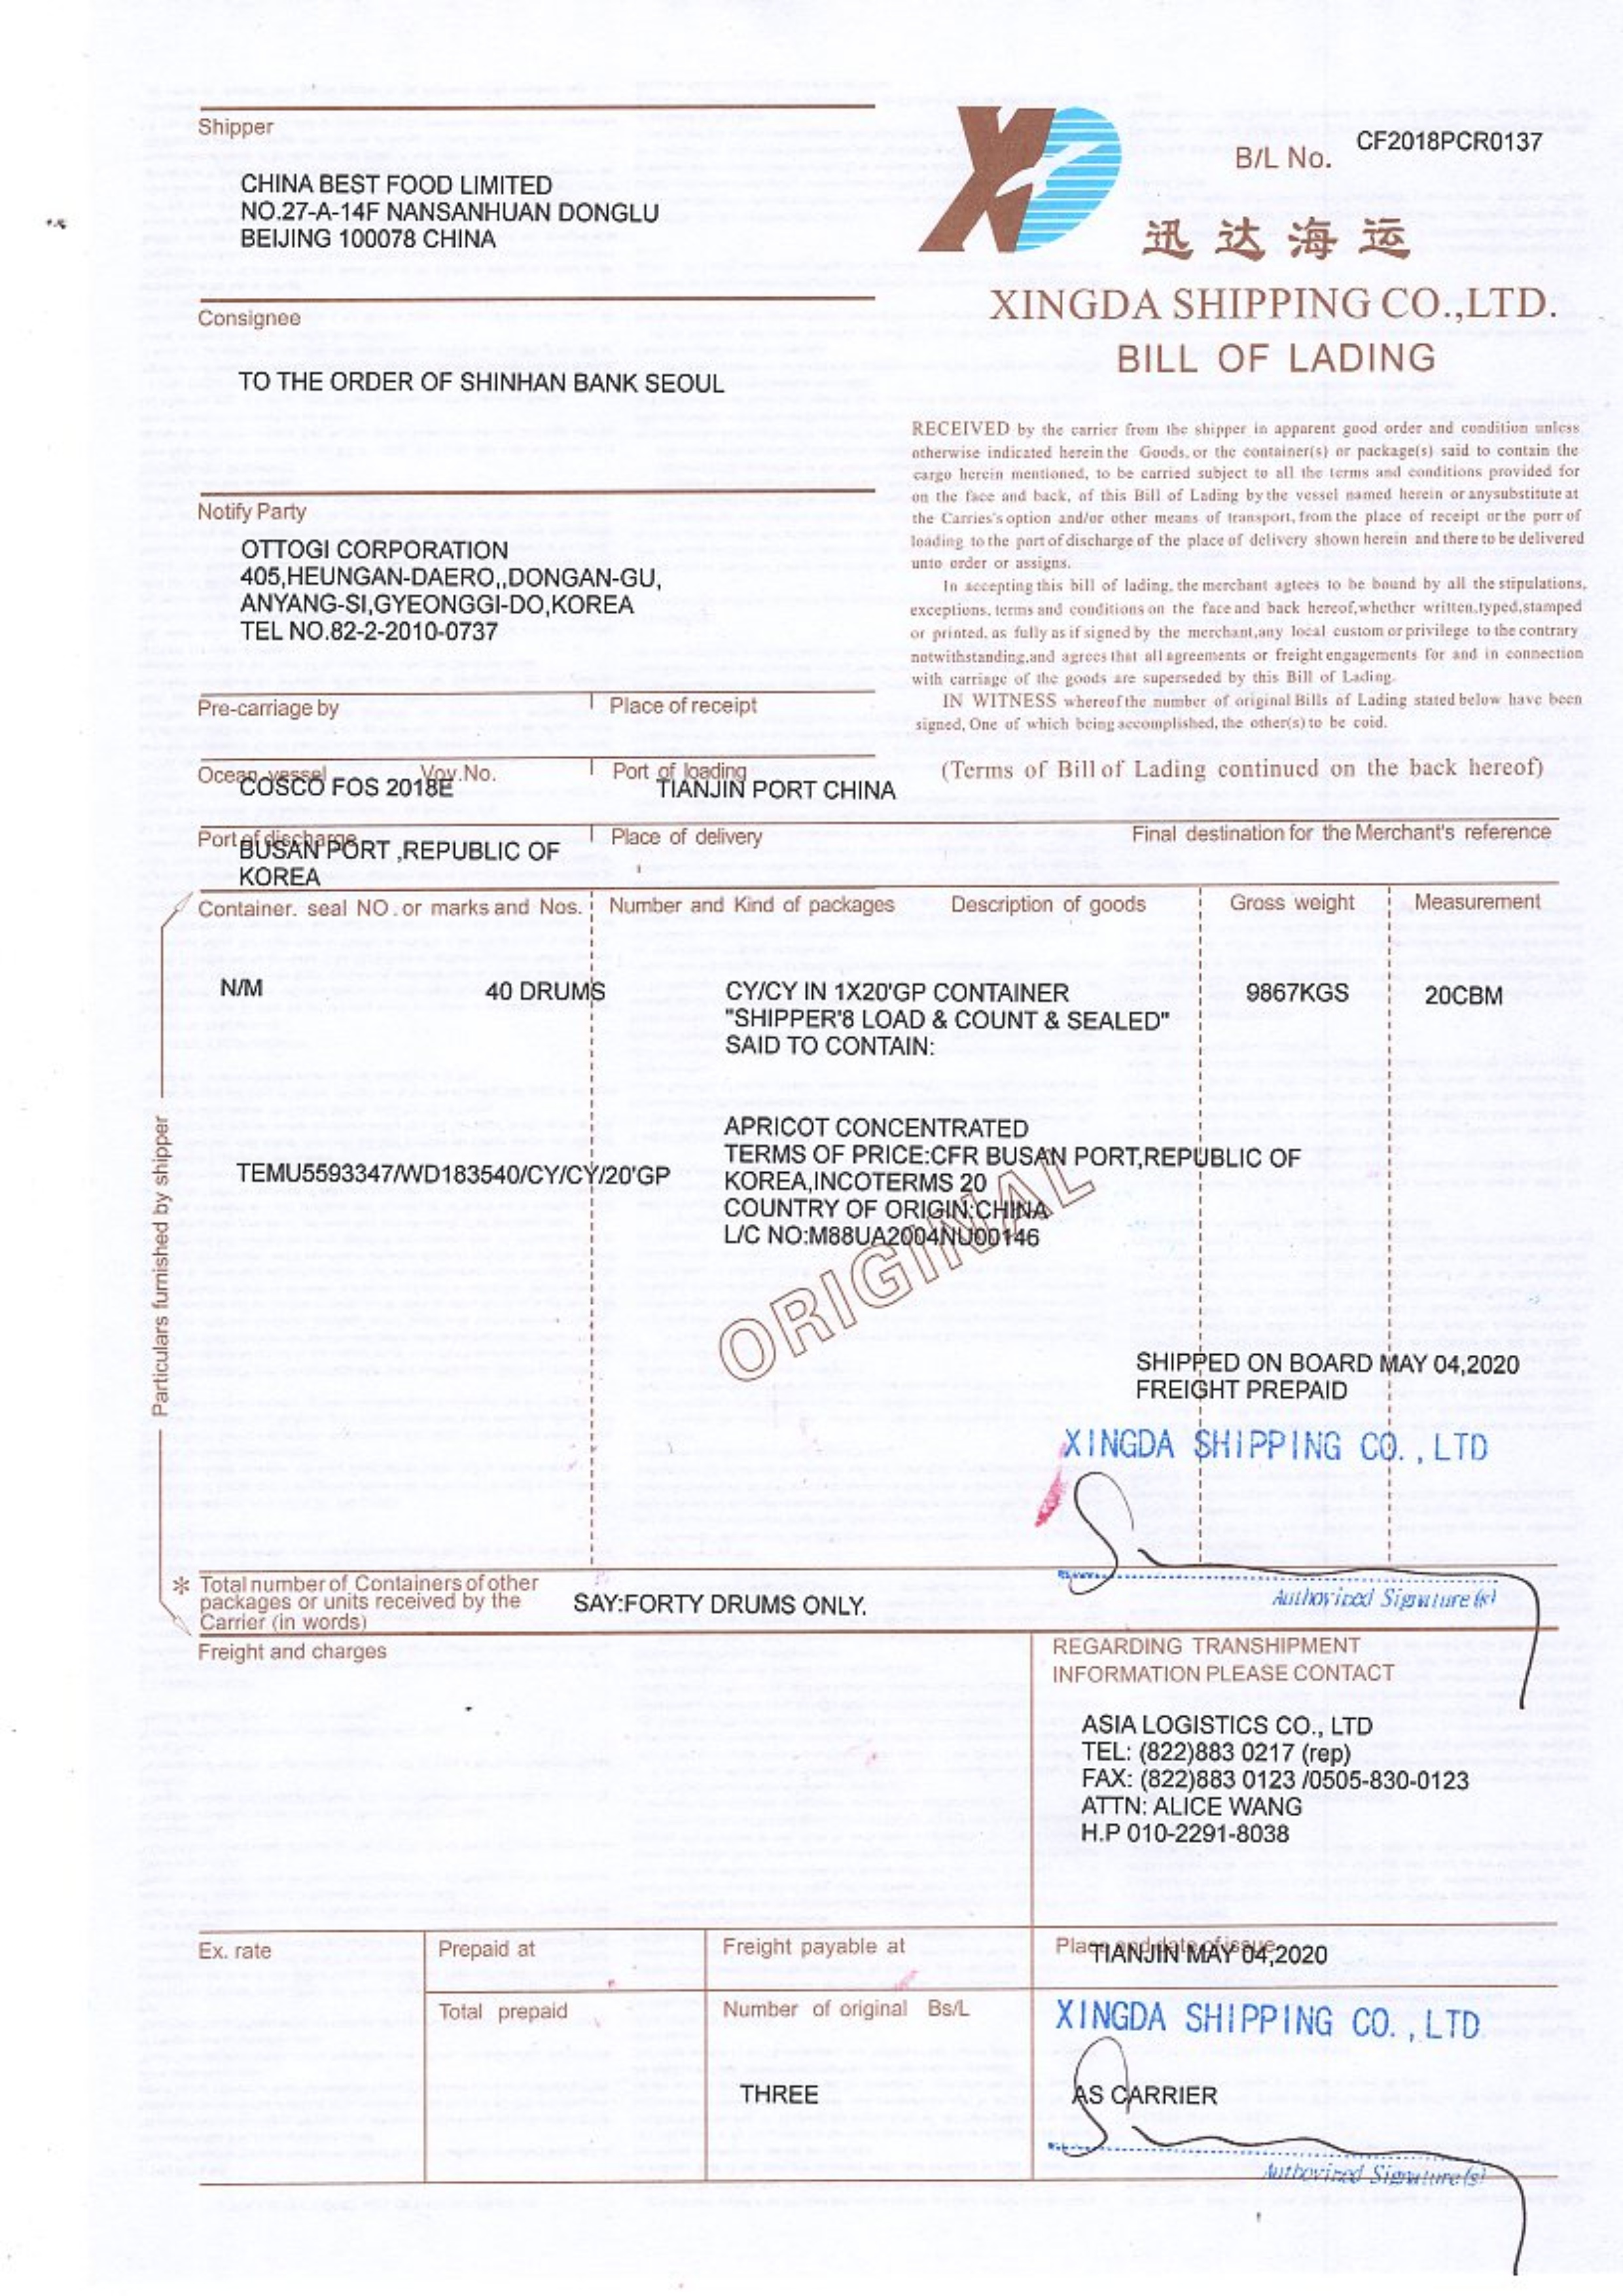 Shipper
CHINA BEST FOOD LIMITED
NO.27-A-14F NANSANHUAN DONGLU
BEIJING 100078 CHINA
B/L No.
CF2018PCR0137
迅达海运
XINGDA SHIPPING CO.,LTD.
BILL OF LADING
Consignee
TO THE ORDER OF SHINHAN BANK SEOUL
Notify Party
OTTOGI CORPORATION
405,HEUNGAN-DAERO,,DONGAN-GU,
ANYANG-SI,GYEONGGI-DO,KOREA
TEL NO.82-2-2010-0737
RECEIVED by the carrier from the shipper in apparent good order and condition unless
otherwise indicated herein the Goods, or the container(s) or package(s) said to contain the
cargo herein mentioned, to be carried subject to all the terms and conditions provided for
on the face and back, of this Bill of Lading by the vessel named herein or anysubstitute at
the Carries's option and/or other means of transport, from the place of receipt or the porr of
loading to the port of discharge of the place of delivery shown herein and there to be delivered
unto order or assigns.
In accepting this bill of lading, the merchant agtees to be bound by all the stipulations,
exceptions, terms and conditions on the face and back hereof, whether written, typed, stamped
or printed, as fully as if signed by the merchant, any local custom or privilege to the contrary
notwithstanding, and agrees that all agreements or freight engagements for and in connection
with carriage of the goods are superseded by this Bill of Lading.
IN WITNESS whereof the number of original Bills of Lading stated below have been
signed, One of which being accomplished, the other(s) to be coid.
(Terms of Bill of Lading continued on the back hereof)
Pre-carriage by
Place of receipt
Ocean vessel Voy.No.
COSCO FOS 2018E
Port of loading
TIANJIN PORT CHINA
Port of discharge
BUSAN PORT ,REPUBLIC OF
KOREA
Place of delivery
Final destination for the Merchant's reference
Container. seal NO. or marks and Nos.
Number and Kind of packages
Description of goods
Gross weight
Measurement
Particulars furnished by shipper
N/M
40 DRUMS
CY/CY IN 1X20'GP CONTAINER
"SHIPPER'8 LOAD & COUNT & SEALED"
SAID TO CONTAIN:
9867KGS
20CBM
TEMU5593347/WD183540/CY/CY/20'GP
APRICOT CONCENTRATED
TERMS OF PRICE:CFR BUSAN PORT,REPUBLIC OF
KOREA,INCOTERMS 20
COUNTRY OF ORIGIN:CHINA
L/C NO:M88UA2004NU00146
ORIGINAL
SHIPPED ON BOARD MAY 04,2020
FREIGHT PREPAID
XINGDA SHIPPING CO.,LTD
Authorized Signature(s)
* Total number of Containers of other
packages or units received by the
Carrier (in words)
SAY:FORTY DRUMS ONLY.
Freight and charges
REGARDING TRANSHIPMENT
INFORMATION PLEASE CONTACT
ASIA LOGISTICS CO., LTD
TEL: (822)883 0217 (rep)
FAX: (822)883 0123 /0505-830-0123
ATTN: ALICE WANG
H.P 010-2291-8038
Ex. rate
Prepaid at
Freight payable at
Place and date of issue
TIANJIN MAY 04,2020
Total prepaid
Number of original Bs/L
THREE
XINGDA SHIPPING CO.,LTD
AS CARRIER
Authorized Signature(s)